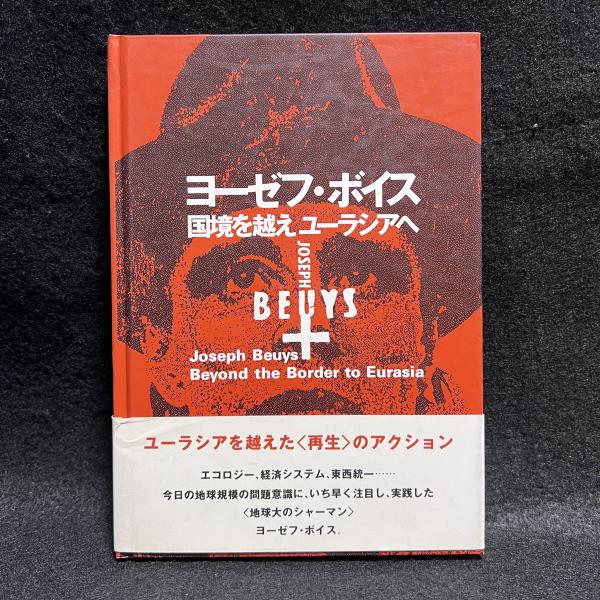 ヨーゼフ・ボイス
国境を越えユーラシアへ
JOSEPH
BEUYS
Joseph Beuys
Beyond the Border to Eurasia
ユーラシアを越えた〈再生〉のアクション
エコロジー、経済システム、東西統一……
今日の地球規模の問題意識に、いち早く注目し、実践した
〈地球大のシャーマン〉
ヨーゼフ・ボイス。